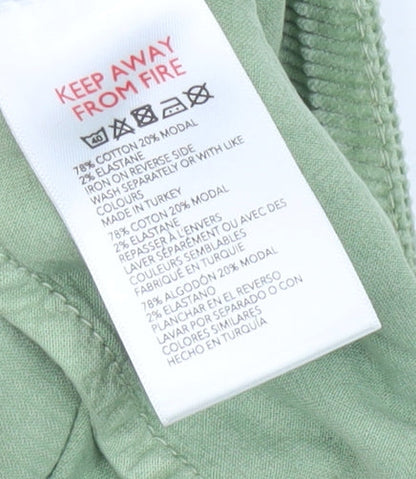 KEEP AWAY
FROM FIRE
40
78% COTTON 20% MODAL
2% ELASTANE
IRON ON REVERSE SIDE
WASH SEPARATELY OR WITH LIKE
COLOURS
MADE IN TURKEY
78% COTON 20% MODAL
2% ELASTANE
REPASSER À L'ENVERS
LAVER SÉPARÉMENT OU AVEC DES
COULEURS SEMBLABLES
FABRIQUÉ EN TURQUIE
78% ALGODÓN 20% MODAL
2% ELASTANO
PLANCHAR EN EL REVERSO
LAVAR POR SEPARADO O CON
COLORES SIMILARES
HECHO EN TURQUÍA